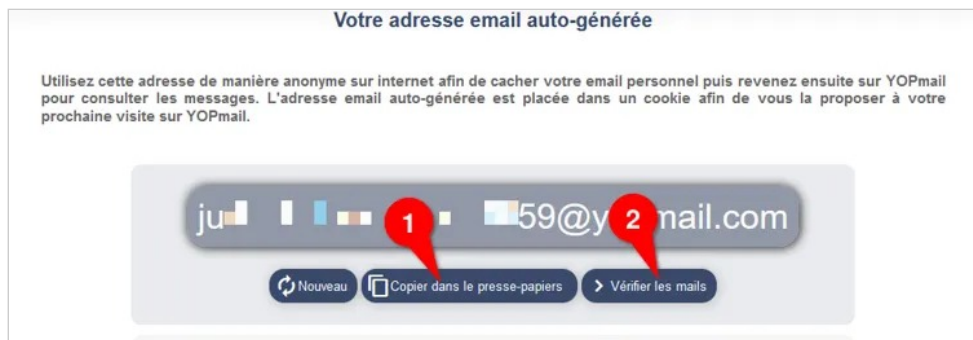 Votre adresse email auto-générée
Utilisez cette adresse de manière anonyme sur internet afin de cacher votre email personnel puis revenez ensuite sur YOPmail
pour consulter les messages. L'adresse email auto-générée est placée dans un cookie afin de vous la proposer à votre
prochaine visite sur YOPmail.
1
2
Nouveau
Copier dans le presse-papiers
Vérifier les mails